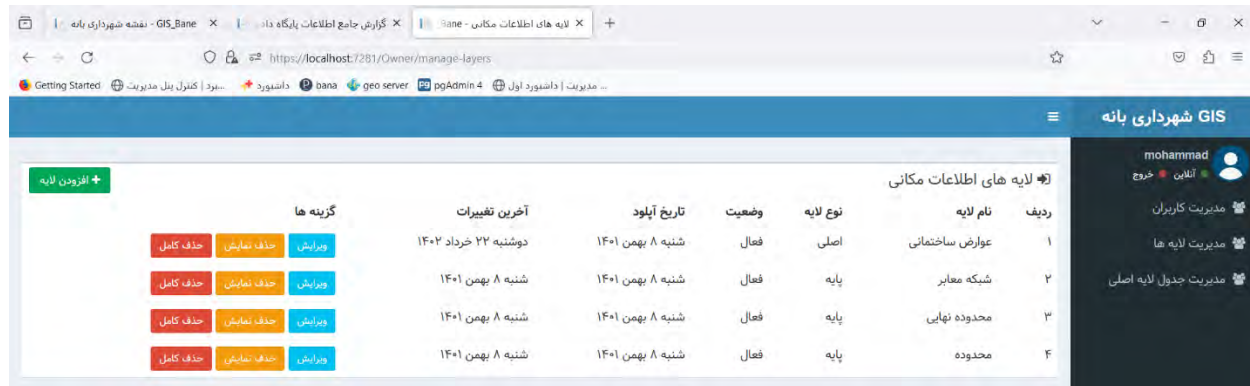 GIS_Bane - نقشه شهرداری بانه
گزارش جامع اطلاعات پایگاه داد
لایه های اطلاعات مکانی - Bane
https://localhost:7281/Owner/manage-layers
Getting Started
برد | کنترل پنل مدیریت...
داشبورد
bana
geo server
pgAdmin 4
مدیریت | داشبورد اول ...
GIS شهرداری بانه
mohammad
آنلاین خروج
مدیریت کاربران
مدیریت لایه ها
مدیریت جدول لایه اصلی
لایه های اطلاعات مکانی
+ افزودن لایه
ردیف نام لایه نوع لایه وضعیت تاریخ آپلود آخرین تغییرات گزینه ها
۱ عوارض ساختمانی اصلی فعال شنبه ۸ بهمن ۱۴۰۱ دوشنبه ۲۲ خرداد ۱۴۰۲ ویرایش حذف نمایش حذف کامل
۲ شبکه معابر پایه فعال شنبه ۸ بهمن ۱۴۰۱ شنبه ۸ بهمن ۱۴۰۱ ویرایش حذف نمایش حذف کامل
۳ محدوده نهایی پایه فعال شنبه ۸ بهمن ۱۴۰۱ شنبه ۸ بهمن ۱۴۰۱ ویرایش حذف نمایش حذف کامل
۴ محدوده پایه فعال شنبه ۸ بهمن ۱۴۰۱ شنبه ۸ بهمن ۱۴۰۱ ویرایش حذف نمایش حذف کامل